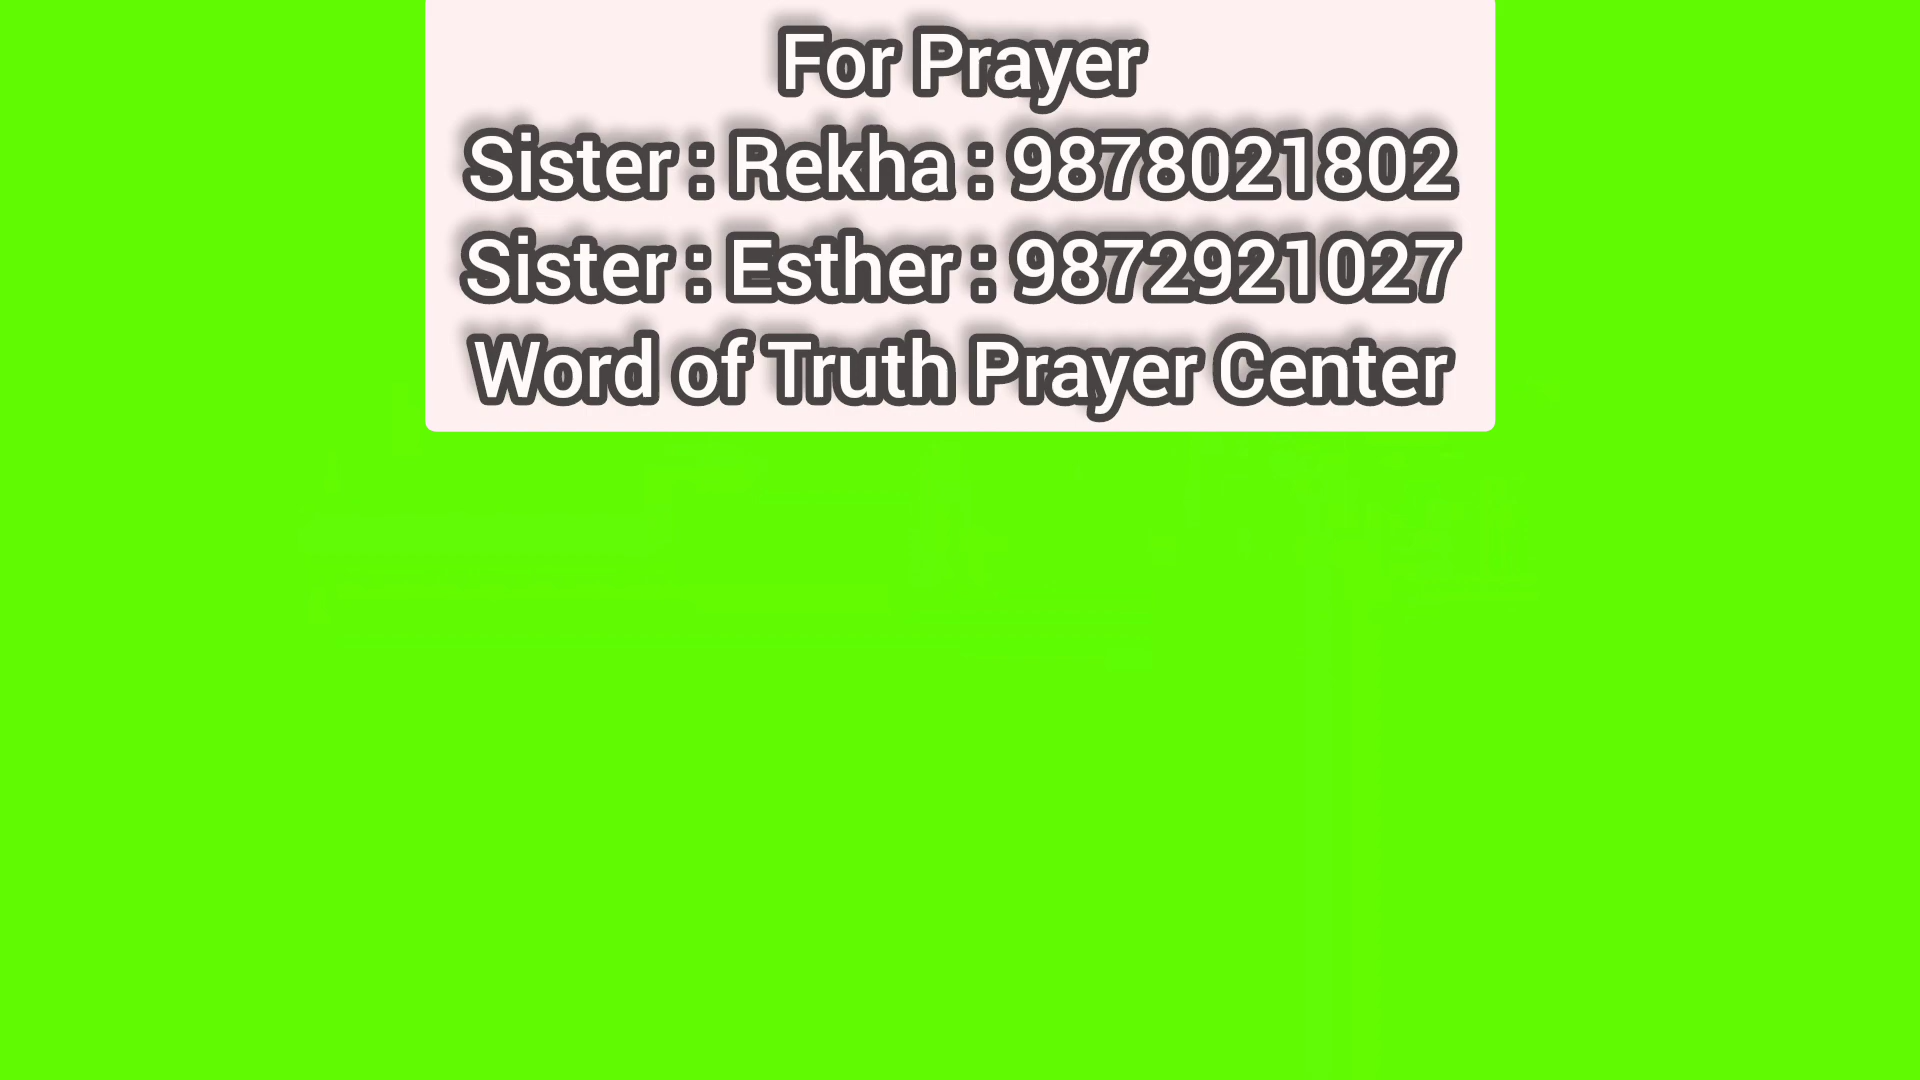 For Prayer
Sister : Rekha : 9878021802
Sister : Esther : 9872921027
Word of Truth Prayer Center